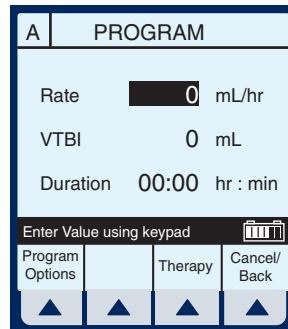 A PROGRAM
Rate 0 mL/hr
VTBI 0 mL
Duration 00:00 hr : min
Enter Value using keypad
Program Options Therapy Cancel/ Back